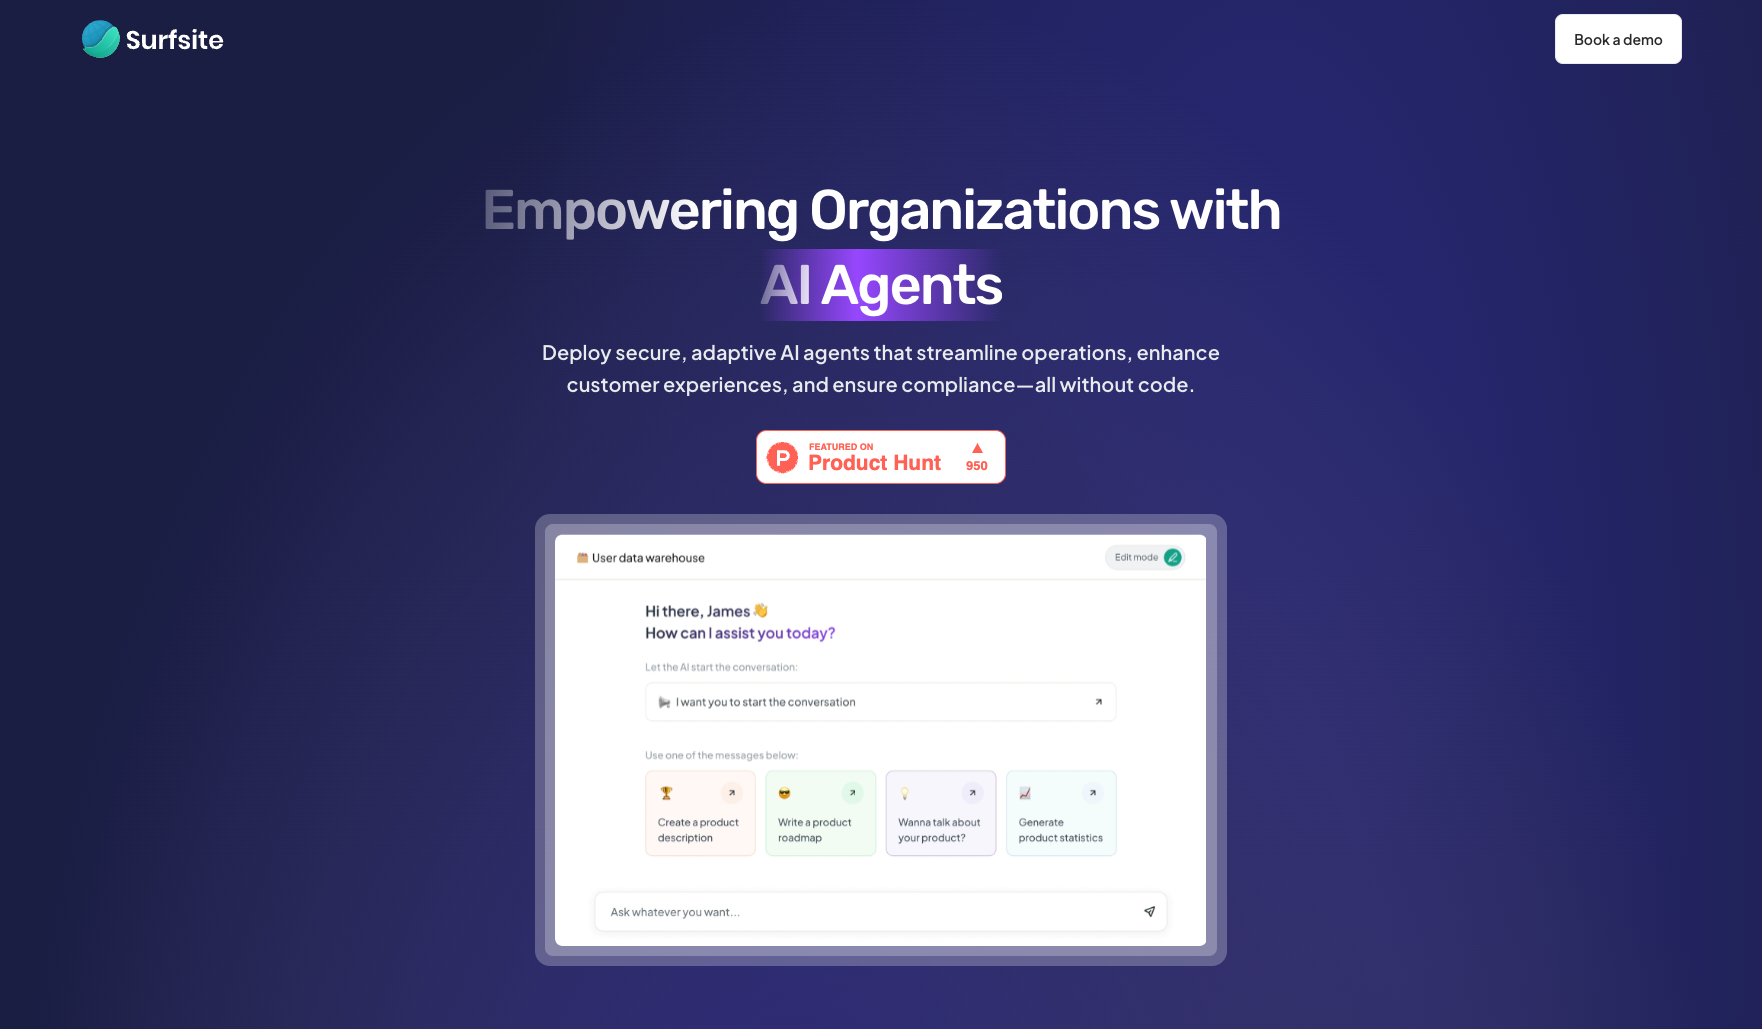 Surfsite
Book a demo
Empowering Organizations with
AI Agents
Deploy secure, adaptive AI agents that streamline operations, enhance
customer experiences, and ensure compliance—all without code.
FEATURED ON
Product Hunt
950
User data warehouse
Edit mode
Hi there, James
How can I assist you today?
Let the AI start the conversation:
I want you to start the conversation
Use one of the messages below:
Create a product
description
Write a product
roadmap
Wanna talk about
your product?
Generate
product statistics
Ask whatever you want...